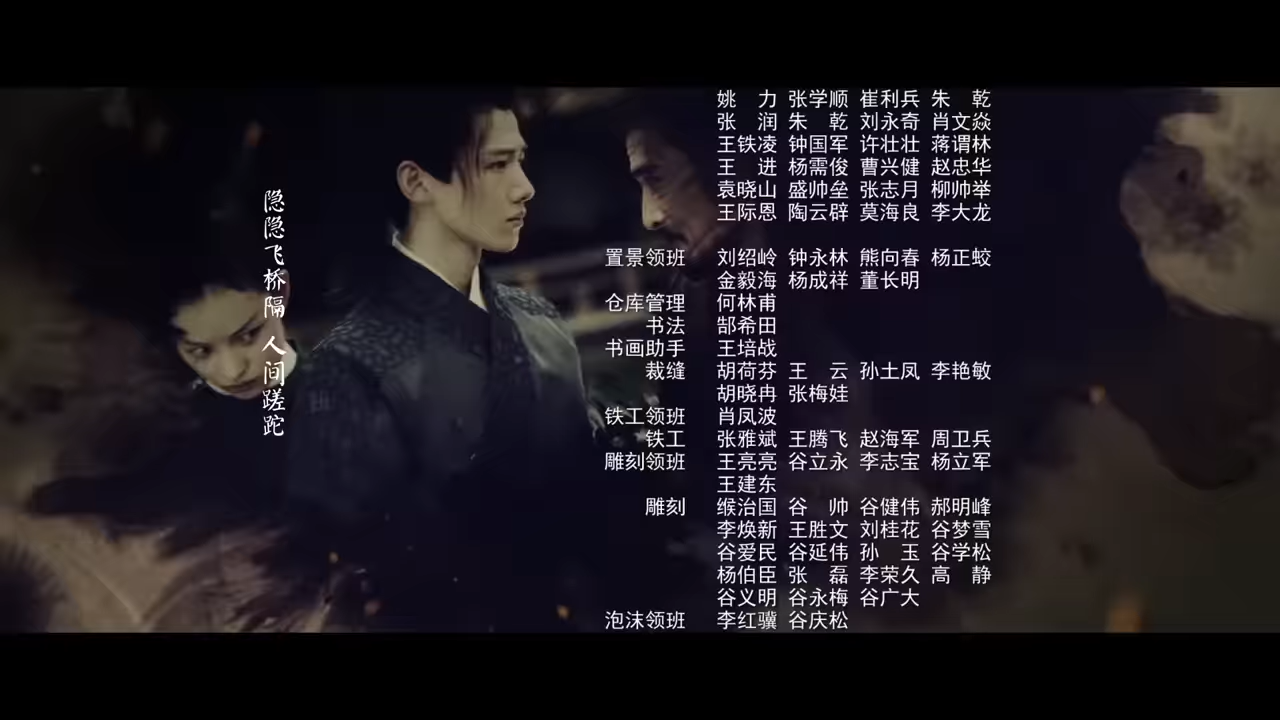 隐隐飞桥隔 人间蹉跎
姚 力 张学顺 崔利兵 朱 乾
张 润 朱 乾 刘永奇 肖文焱
王铁凌 钟国军 许壮壮 蒋谓林
王 进 杨需俊 曹兴健 赵忠华
袁晓山 盛帅垒 张志月 柳帅举
王际恩 陶云辟 莫海良 李大龙
置景领班 刘绍岭 钟永林 熊向春 杨正蛟
金毅海 杨成祥 董长明
仓库管理 何林甫
书法 郜希田
书画助手 王培战
裁缝 胡荷芬 王 云 孙土凤 李艳敏
胡晓冉 张梅娃
铁工领班 肖凤波
铁工 张雅斌 王腾飞 赵海军 周卫兵
雕刻领班 王亮亮 谷立永 李志宝 杨立军
王建东
雕刻 缑治国 谷 帅 谷健伟 郝明峰
李焕新 王胜文 刘桂花 谷梦雪
谷爱民 谷延伟 孙 玉 谷学松
杨伯臣 张 磊 李荣久 高 静
谷义明 谷永梅 谷广大
泡沫领班 李红骥 谷庆松